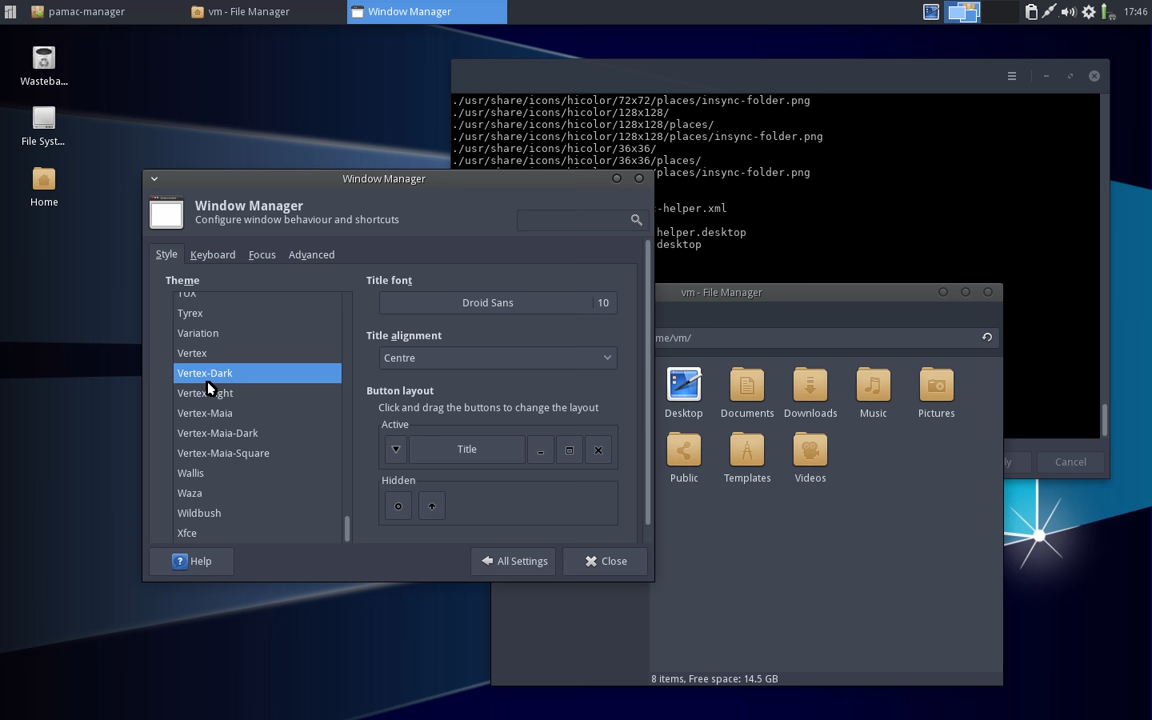 pamac-manager
vm - File Manager
Window Manager
17:46
Wasteba...
File Syst...
Home
./usr/share/icons/hicolor/72x72/places/insync-folder.png
./usr/share/icons/hicolor/128x128/
./usr/share/icons/hicolor/128x128/places/
./usr/share/icons/hicolor/128x128/places/insync-folder.png
./usr/share/icons/hicolor/36x36/
./usr/share/icons/hicolor/36x36/places/
places/insync-folder.png
-helper.xml
helper.desktop
desktop
Cancel
Window Manager
Window Manager
Configure window behaviour and shortcuts
Style
Keyboard
Focus
Advanced
Theme
Tyrex
Variation
Vertex
Vertex-Dark
Vertex-Maia
Vertex-Maia-Dark
Vertex-Maia-Square
Wallis
Waza
Wildbush
Xfce
Title font
Droid Sans 10
Title alignment
Centre
Button layout
Click and drag the buttons to change the layout
Active
Title
Hidden
Help
All Settings
Close
vm - File Manager
me/vm/
Desktop
Documents
Downloads
Music
Pictures
Public
Templates
Videos
8 items, Free space: 14.5 GB